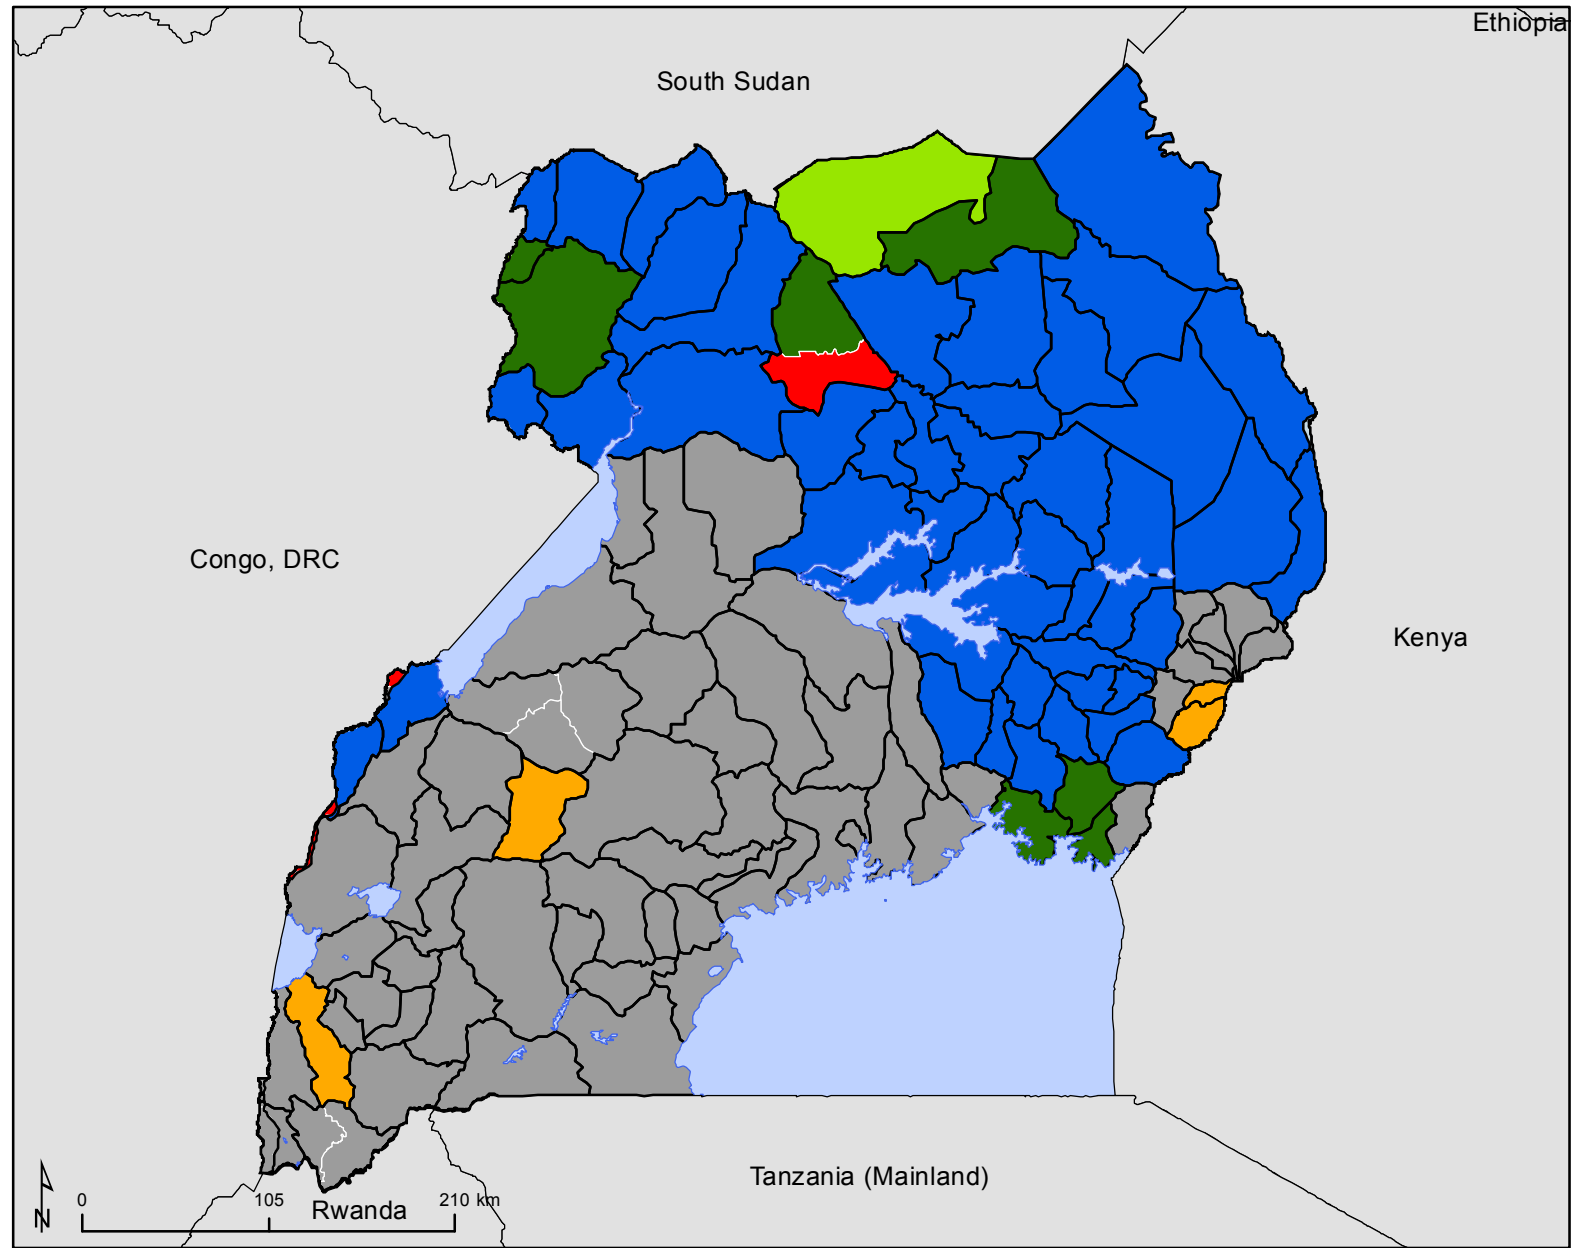 Ethiopia
South Sudan
Congo, DRC
Kenya
Tanzania (Mainland)
Rwanda
0 105 210 km
N